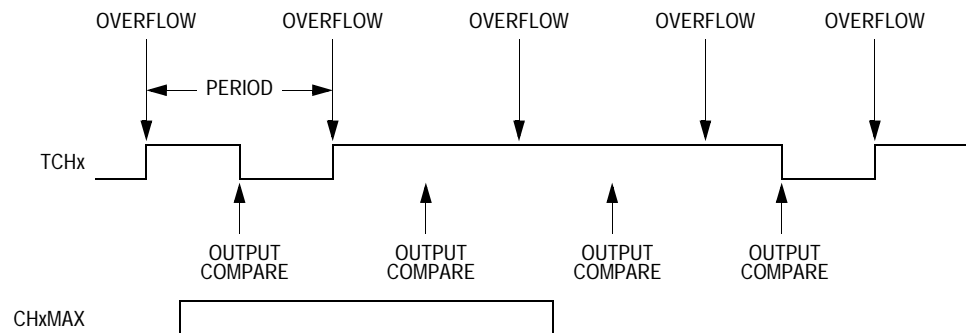 OVERFLOW OVERFLOW OVERFLOW OVERFLOW OVERFLOW
PERIOD
TCHx
OUTPUT COMPARE
OUTPUT COMPARE
OUTPUT COMPARE
OUTPUT COMPARE
CHxMAX